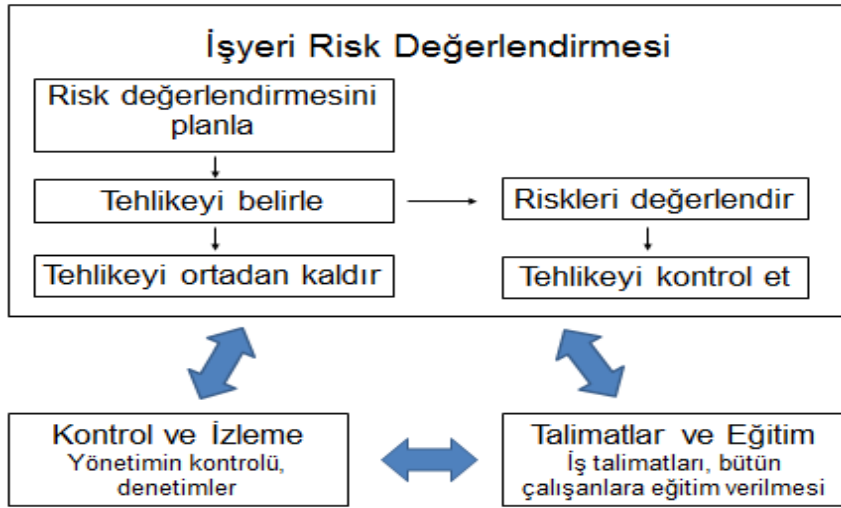 İşyeri Risk Değerlendirmesi
Risk değerlendirmesini
planla
Tehlikeyi belirle
Riskleri değerlendir
Tehlikeyi ortadan kaldır
Tehlikeyi kontrol et
Kontrol ve İzleme
Yönetimin kontrolü,
denetimler
Talimatlar ve Eğitim
İş talimatları, bütün
çalışanlara eğitim verilmesi